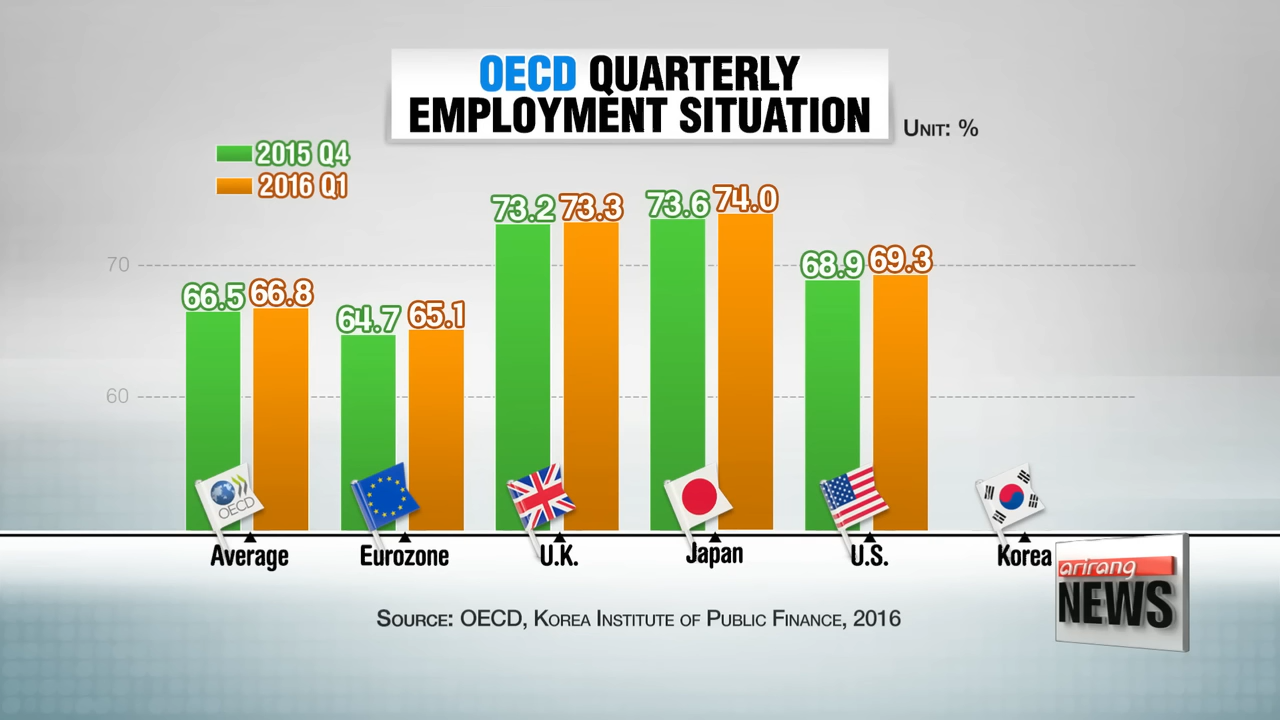 OECD QUARTERLY
EMPLOYMENT SITUATION
UNIT: %
2015 Q4
2016 Q1
73.2 73.3 73.6 74.0
70
66.5 66.8 64.7 65.1 68.9 69.3
60
OECD
Average Eurozone U.K. Japan U.S. Korea
arirang
NEWS
SOURCE: OECD, KOREA INSTITUTE OF PUBLIC FINANCE, 2016